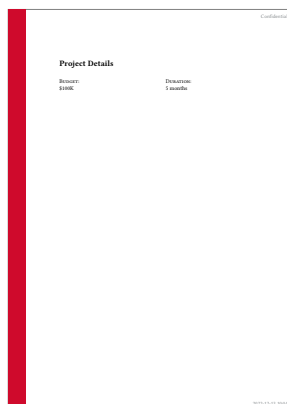 Confidential
Project Details
Budget: Duration:
$100K 5 months